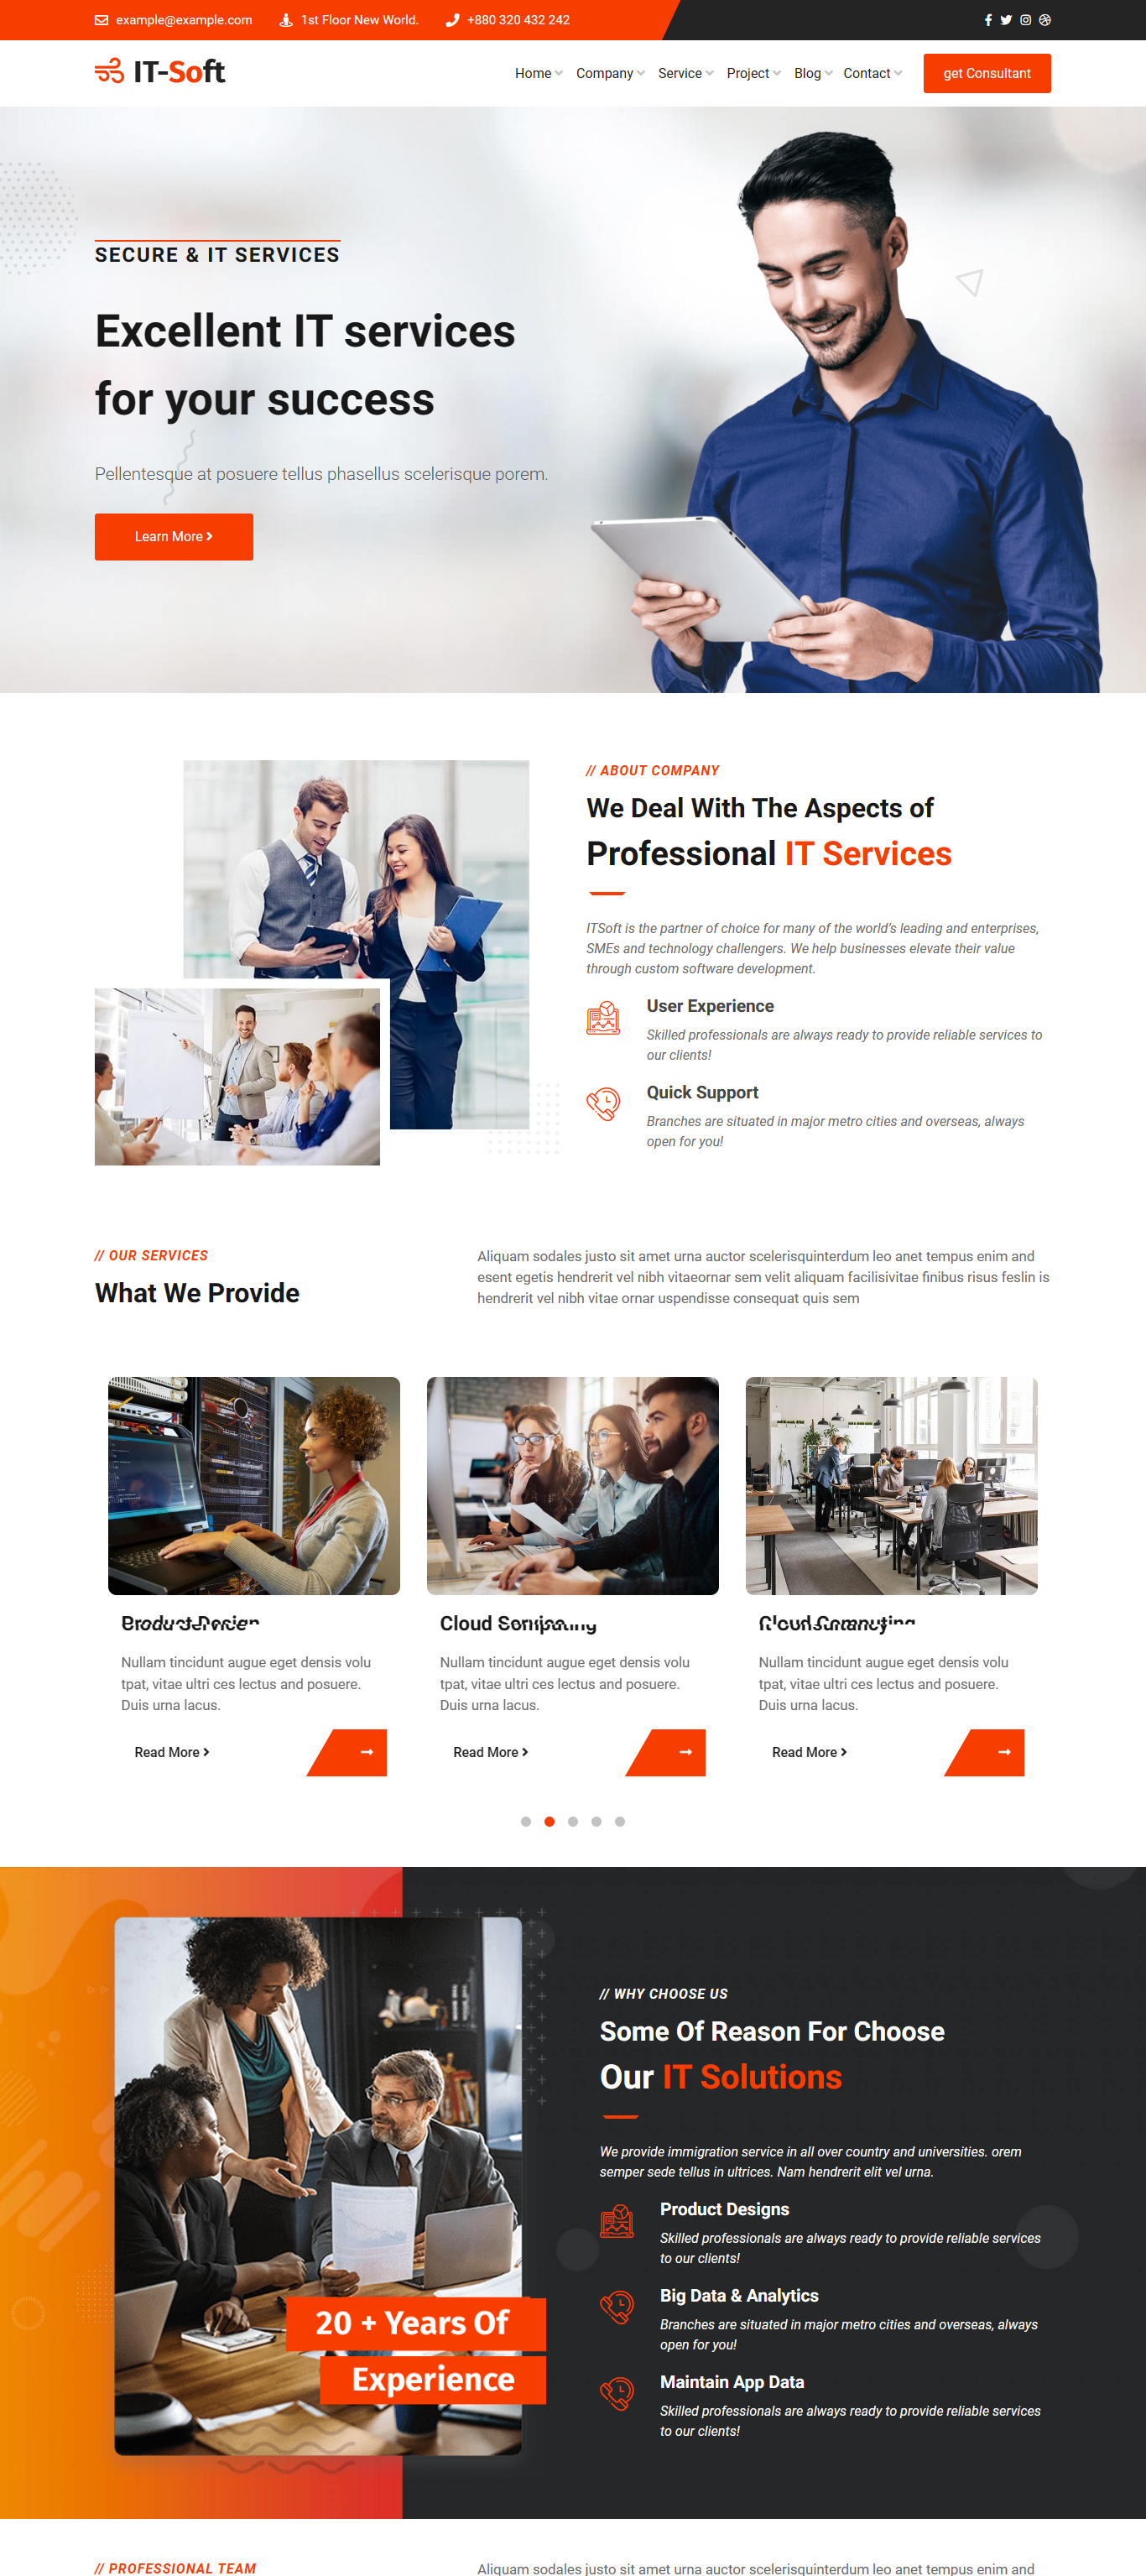 example@example.com
1st Floor New World.
+880 320 432 242
IT-Soft
Home
Company
Service
Project
Blog
Contact
get Consultant
SECURE & IT SERVICES
Excellent IT services
for your success
Pellentesque at posuere tellus phasellus scelerisque porem.
Learn More
// ABOUT COMPANY
We Deal With The Aspects of
Professional IT Services
ITSoft is the partner of choice for many of the world's leading and enterprises,
SMEs and technology challengers. We help businesses elevate their value
through custom software development.
User Experience
Skilled professionals are always ready to provide reliable services to
our clients!
Quick Support
Branches are situated in major metro cities and overseas, always
open for you!
// OUR SERVICES
What We Provide
Aliquam sodales justo sit amet urna auctor scelerisquinterdum leo anet tempus enim and
esent egetis hendrerit vel nibh vitaeornar sem velit aliquam facilisivitae finibus risus feslin is
hendrerit vel nibh vitae ornar uspendisse consequat quis sem
Cloud
Nullam tincidunt augue eget densis volu
tpat, vitae ultri ces lectus and posuere.
Duis urna lacus.
Read More
Nullam tincidunt augue eget densis volu
tpat, vitae ultri ces lectus and posuere.
Duis urna lacus.
Read More
Nullam tincidunt augue eget densis volu
tpat, vitae ultri ces lectus and posuere.
Duis urna lacus.
Read More
20 + Years Of
Experience
// WHY CHOOSE US
Some Of Reason For Choose
Our IT Solutions
We provide immigration service in all over country and universities. orem
semper sede tellus in ultrices. Nam hendrerit elit vel urna.
Product Designs
Skilled professionals are always ready to provide reliable services
to our clients!
Big Data & Analytics
Branches are situated in major metro cities and overseas, always
open for you!
Maintain App Data
Skilled professionals are always ready to provide reliable services
to our clients!
// PROFESSIONAL TEAM
Aliquam sodales justo sit amet urna auctor scelerisquinterdum leo anet tempus enim and